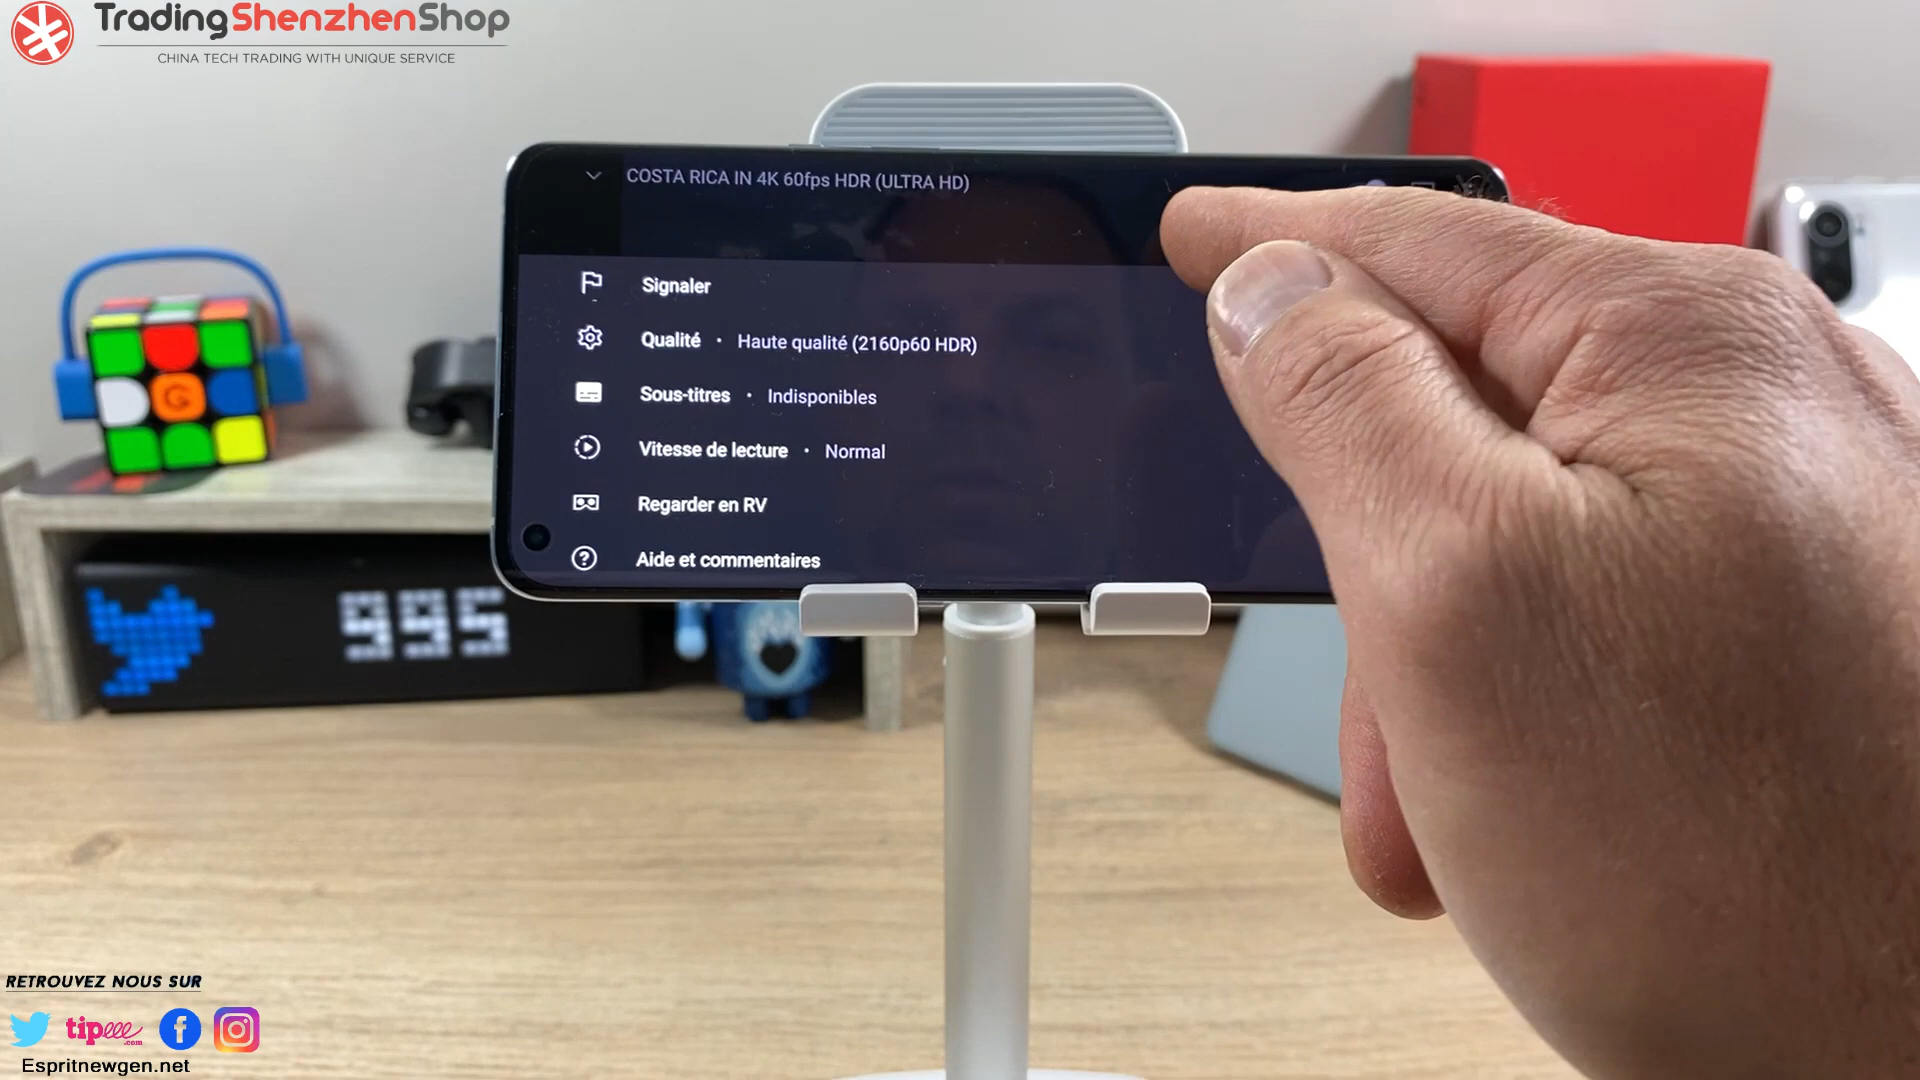 TradingShenzhenShop
CHINA TECH TRADING WITH UNIQUE SERVICE
COSTA RICA IN 4K 60fps HDR (ULTRA HD)
Signaler
Qualité • Haute qualité (2160p60 HDR)
Sous-titres • Indisponibles
Vitesse de lecture • Normal
Regarder en RV
Aide et commentaires
G
995
RETROUVEZ NOUS SUR
tipeee
.com
Espritnewgen.net